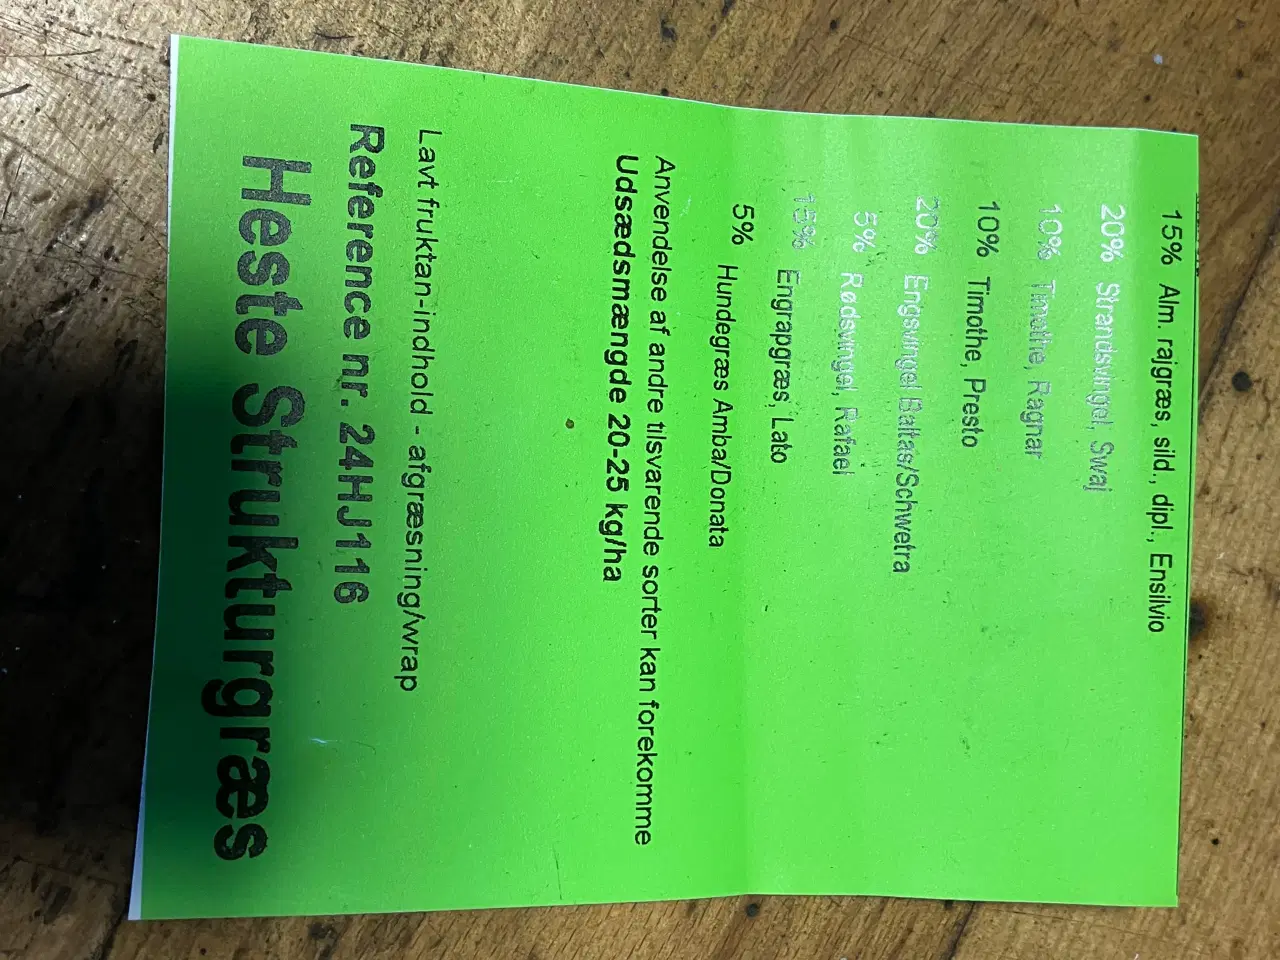 15% Alm. rajgræs, sild., dipl., Ensilvio
20% Strandsvingel, Swaj
10% Timothe, Ragnar
10% Timothe, Presto
20% Engsvingel Baltas/Schwetra
5% Rødsvingel, Rafael
15% Engrapgræs, Lato
5% Hundegræs Amba/Donata
Anvendelse af andre tilsvarende sorter kan forekomme
Udsædsmængde 20-25 kg/ha
Lavt fruktan-indhold - afgræsning/wrap
Reference nr. 24HJ116
Heste Strukturgræs